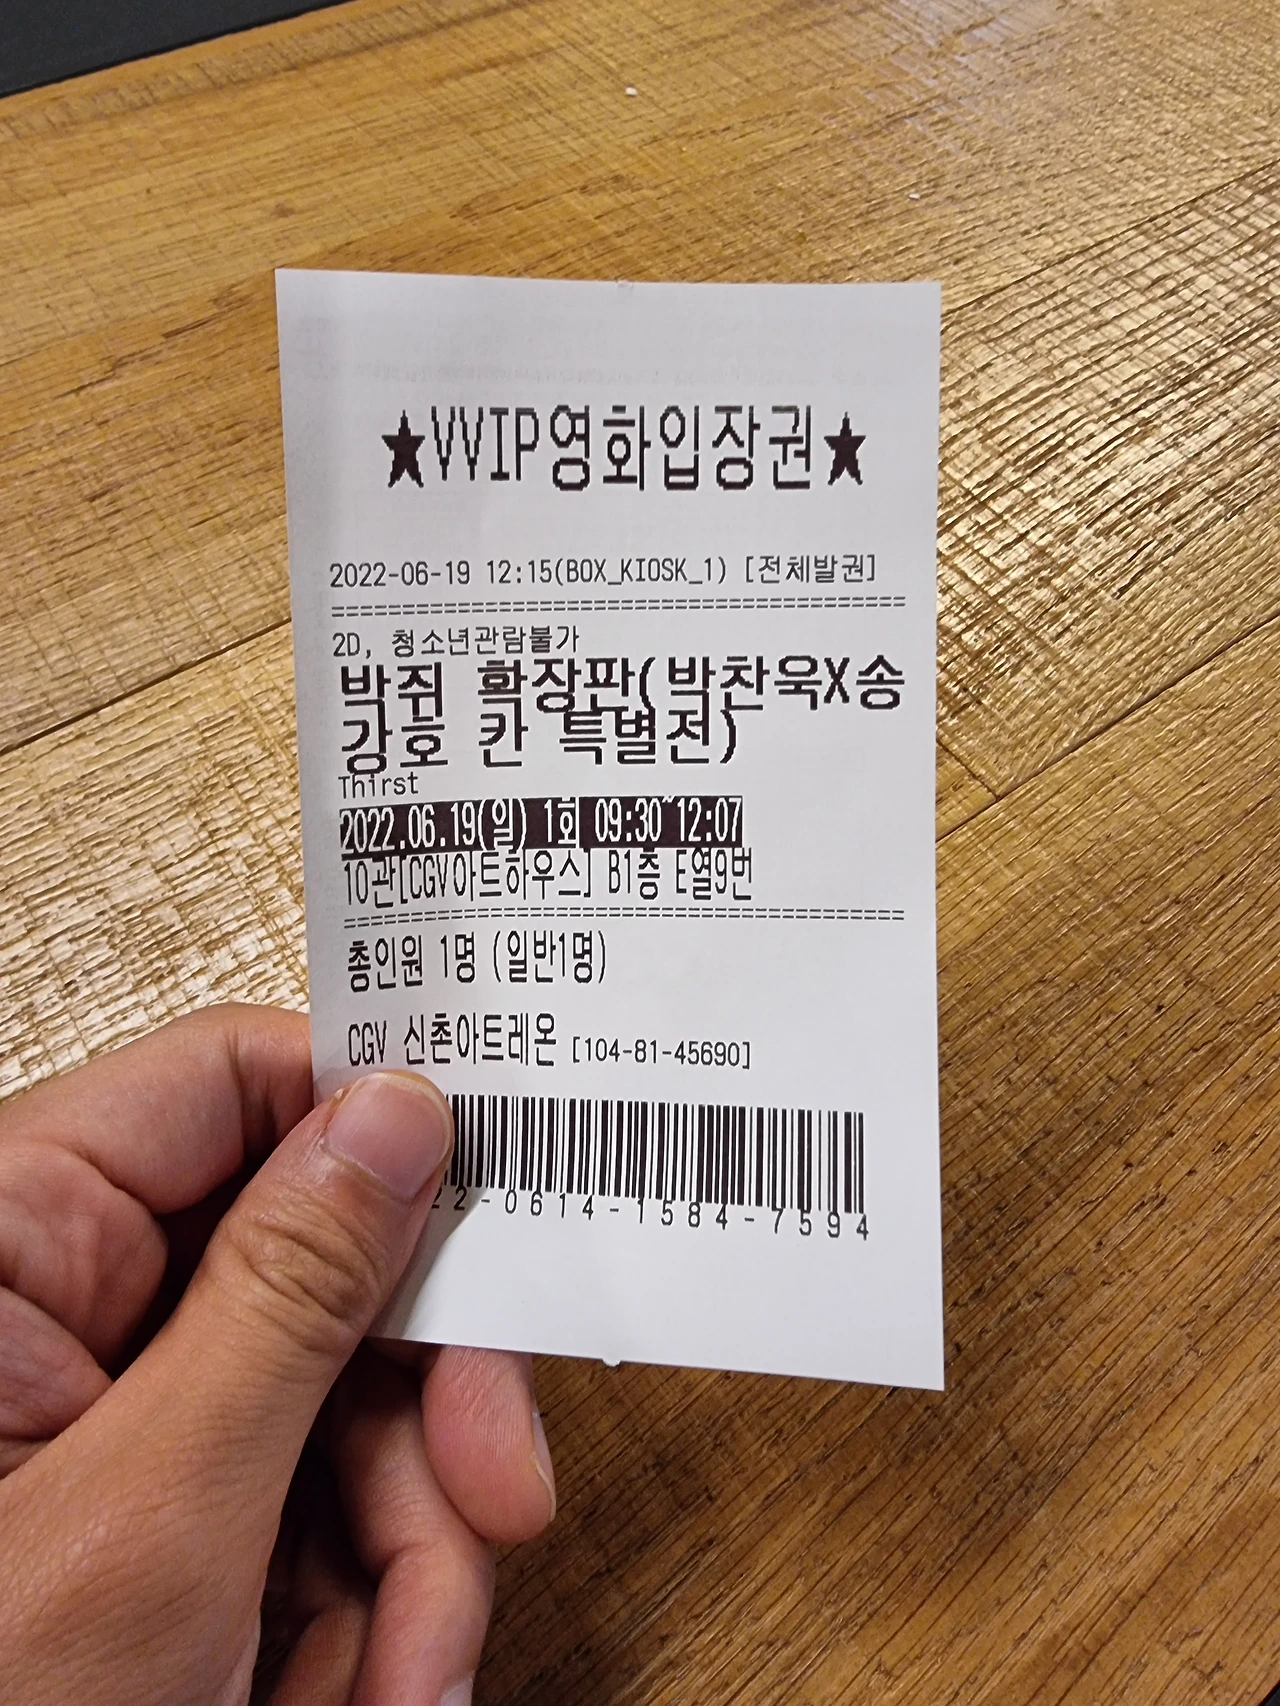 ★VVIP영화입장권★
2022-06-19 12:15(BOX_KIOSK_1) [전체발권]
=========================================
2D, 청소년관람불가
박쥐 확장판(박찬욱X송
강호 칸 특별전)
Thirst
2022.06.19(일) 1회 09:30~12:07
10관[CGV아트하우스] B1층 E열9번
=========================================
총인원 1명 (일반1명)
CGV 신촌아트레온 [104-81-45690]
22-0614-1584-7594